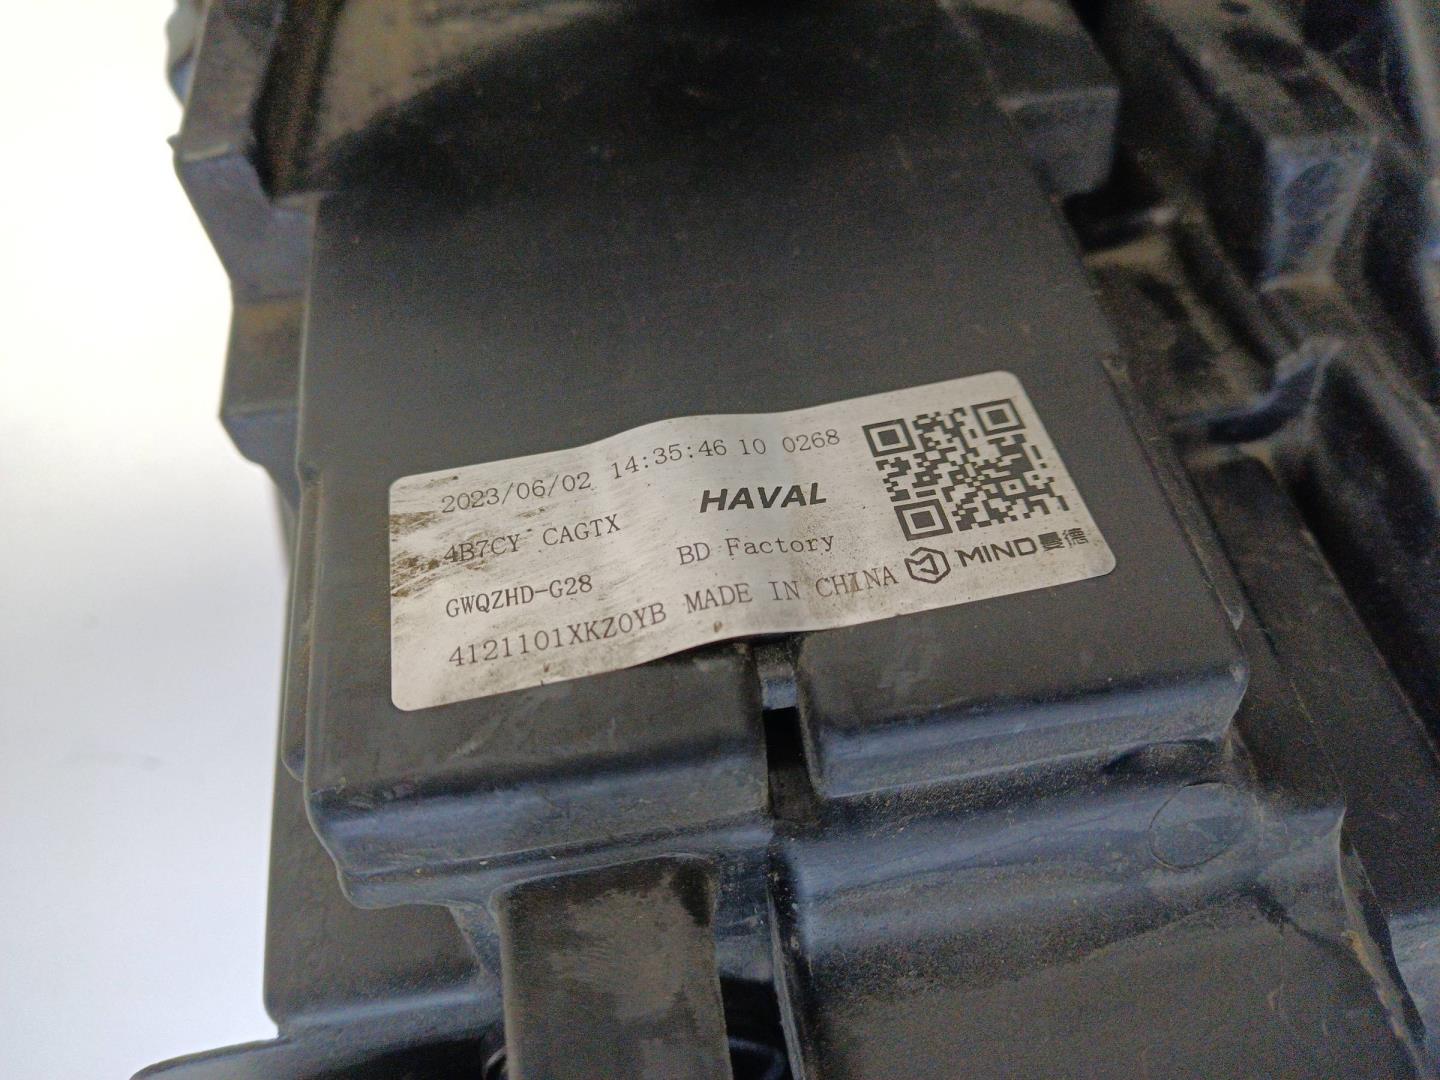 2023/06/02 14:35:46 10 0268
4B7CY CAGTX HAVAL
GWQZHD-G28 BD Factory
4121101XKZ0YB MADE IN CHINA MIND曼德